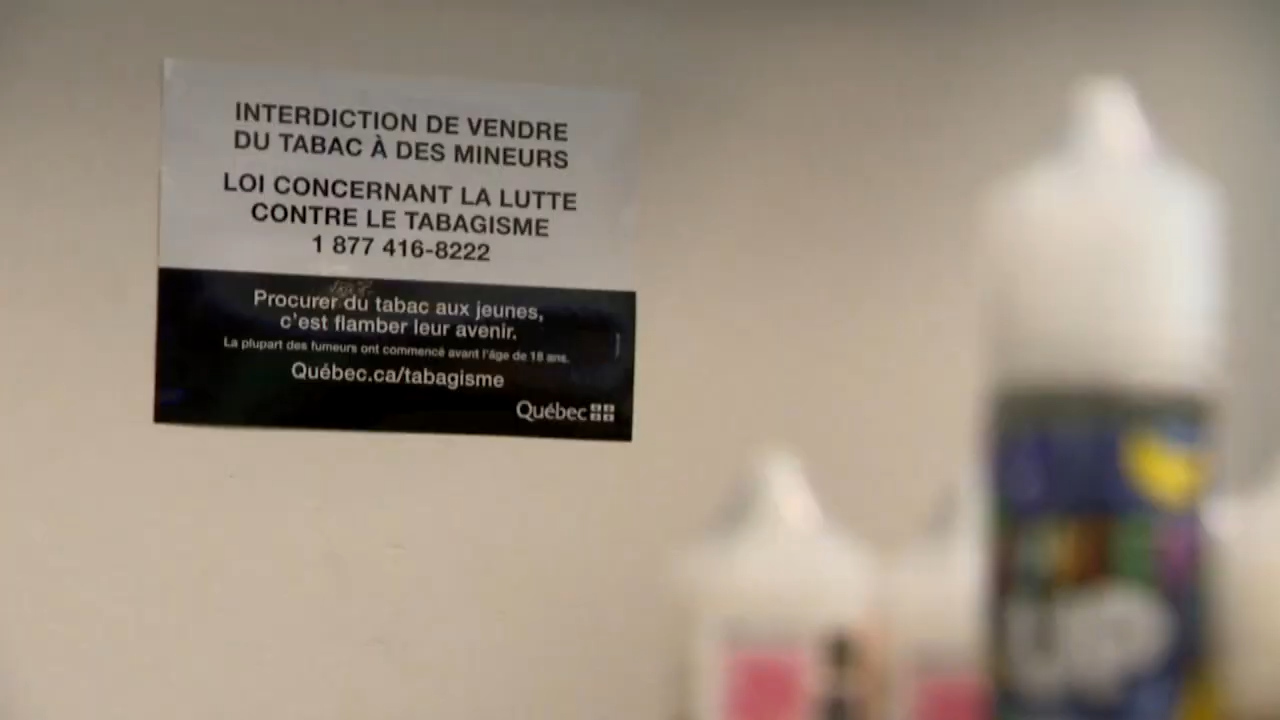 INTERDICTION DE VENDRE
DU TABAC À DES MINEURS
LOI CONCERNANT LA LUTTE
CONTRE LE TABAGISME
1 877 416-8222
Procurer du tabac aux jeunes,
c'est flamber leur avenir.
La plupart des fumeurs ont commencé avant l'âge de 18 ans.
Québec.ca/tabagisme
Québec
UP